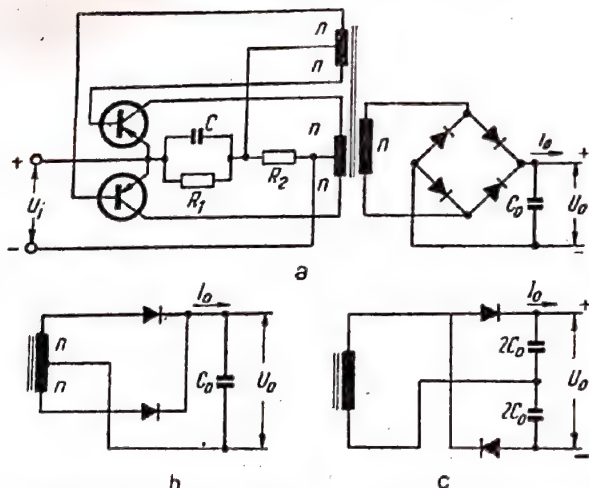 n
n
n
n
n
C
R₁
R₂
+
Uᵢ
-
I₀
+
C₀
U₀
-
a
I₀
n
n
C₀
U₀
b
I₀
+
2C₀
2C₀
U₀
-
c